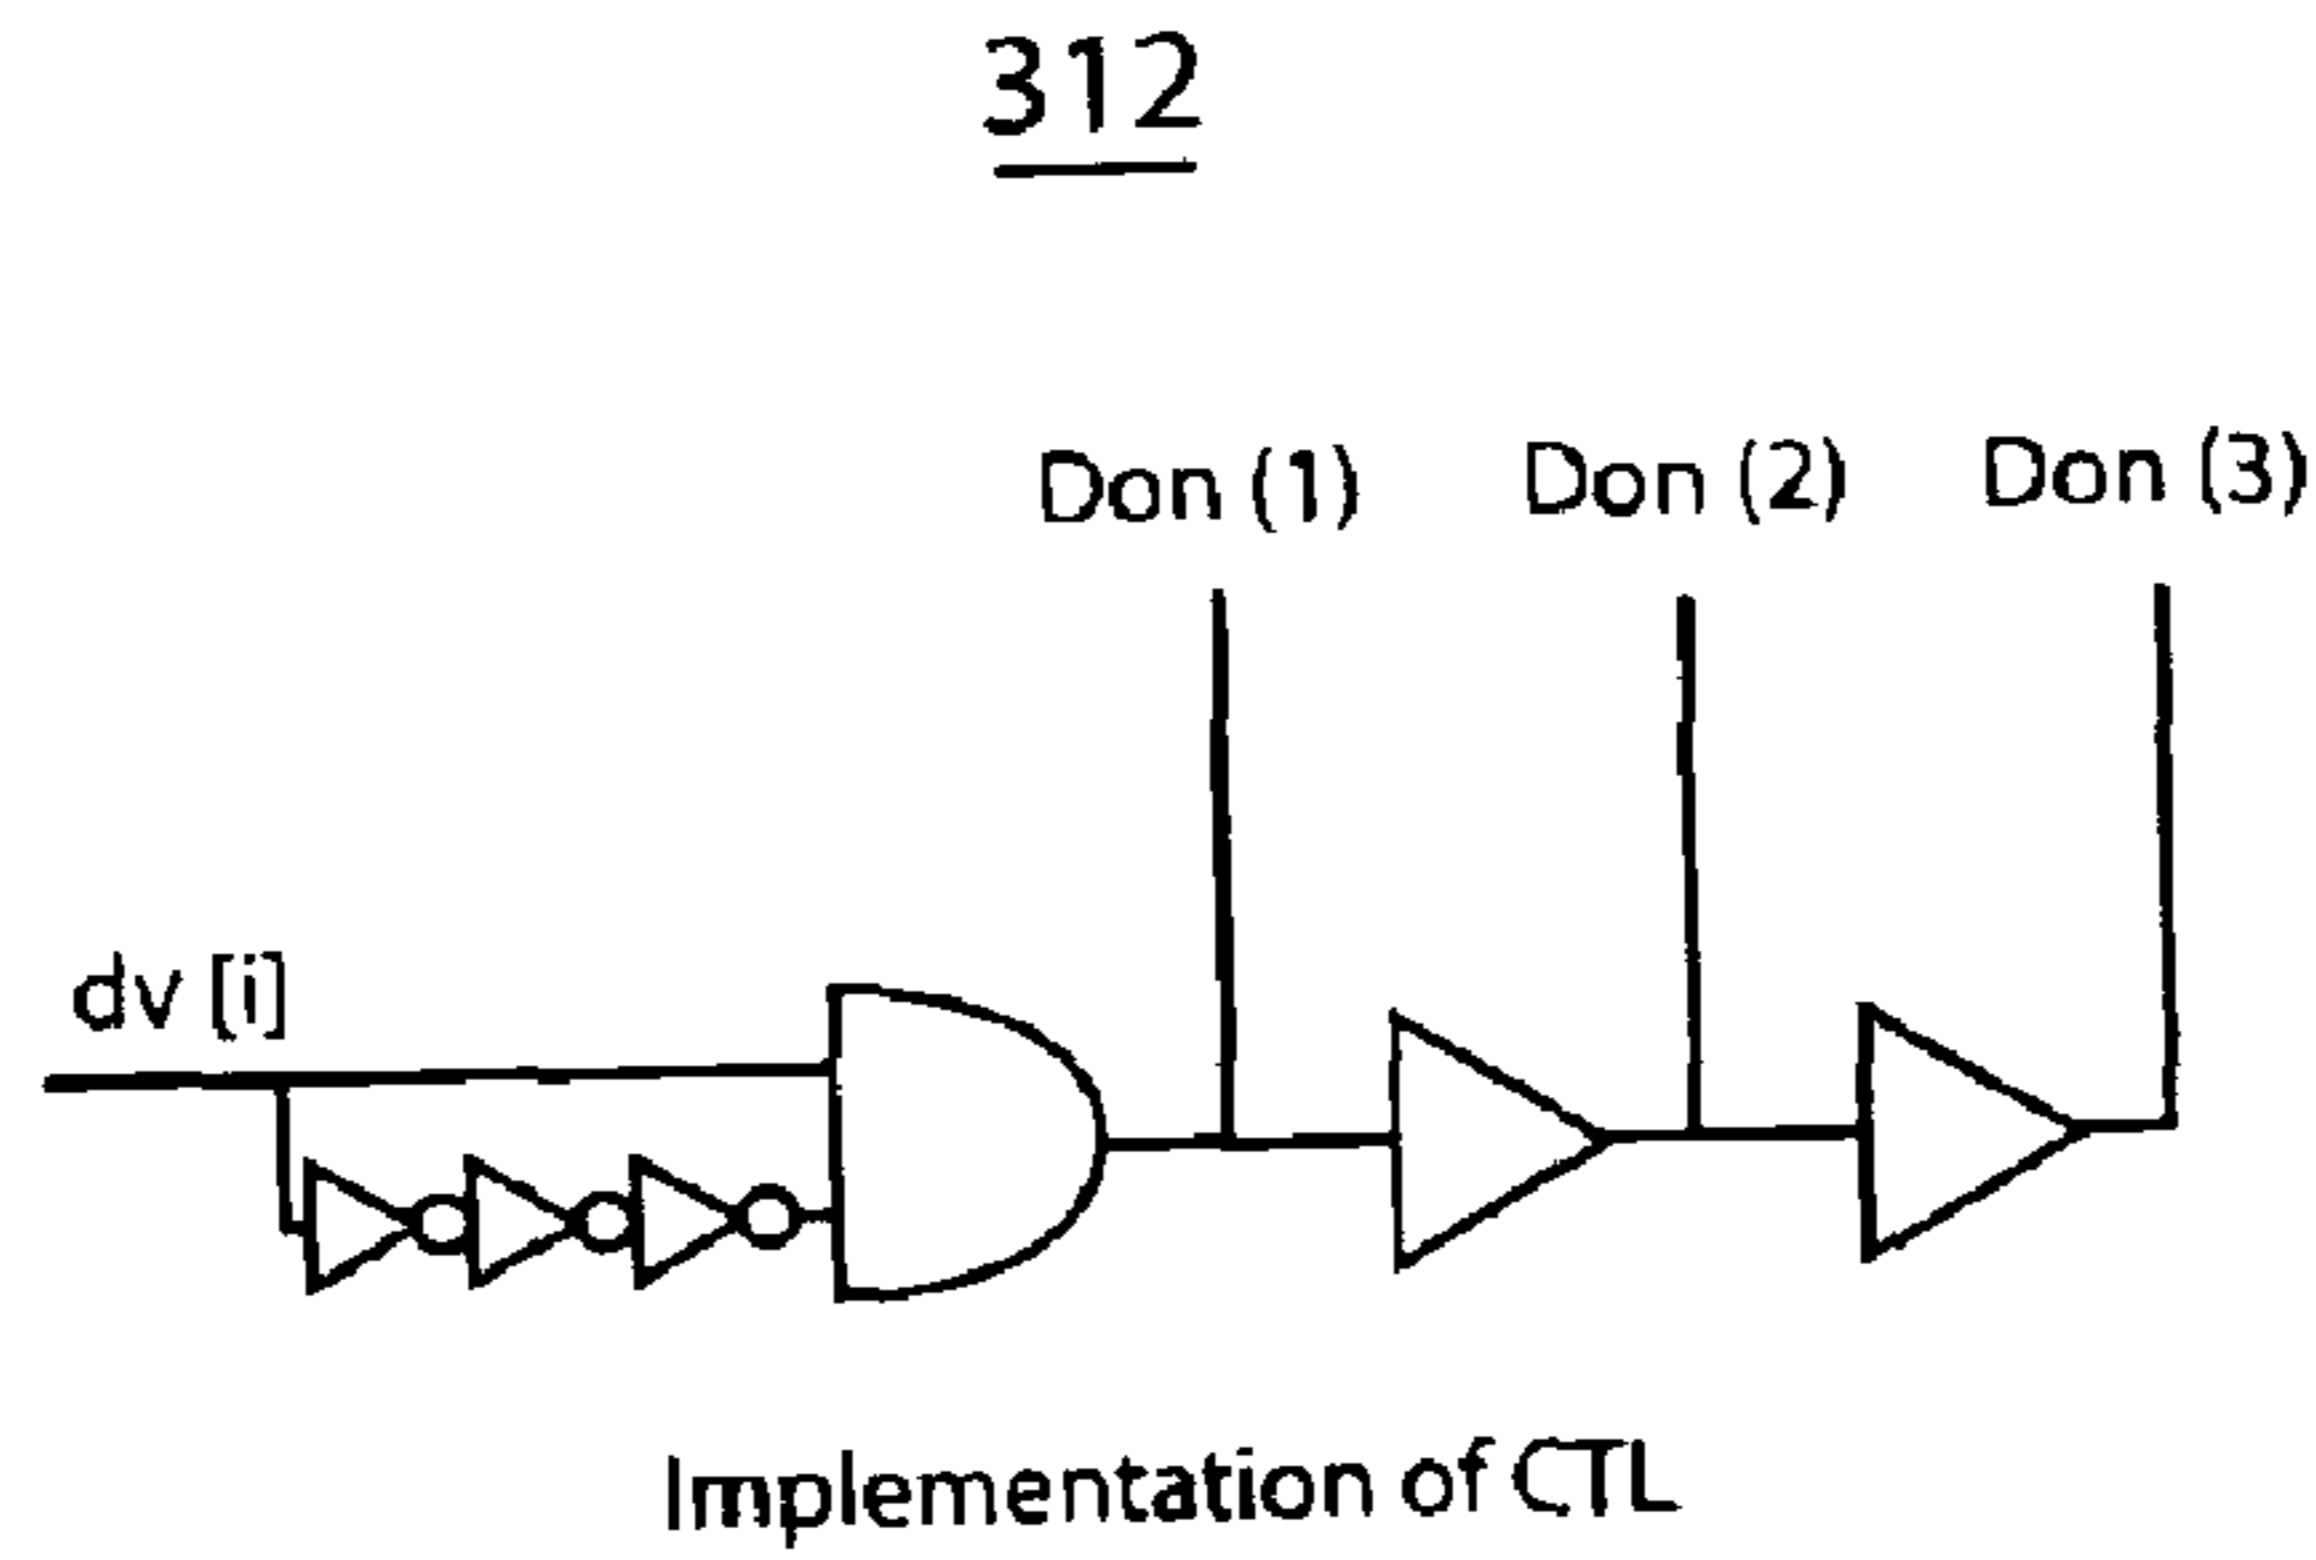 312
Don (1) Don (2) Don (3)
dv [i]
Implementation of CTL